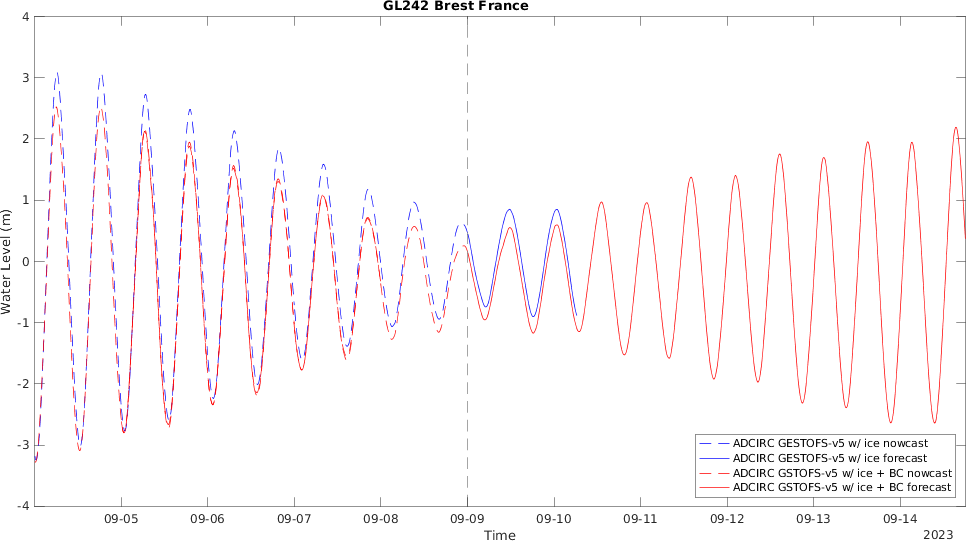 GL242 Brest France
4
3
2
1
0
-1
-2
-3
-4
Water Level (m)
09-05 09-06 09-07 09-08 09-09 09-10 09-11 09-12 09-13 09-14
Time
2023
ADCIRC GESTOFS-v5 w/ ice nowcast
ADCIRC GESTOFS-v5 w/ ice forecast
ADCIRC GSTOFS-v5 w/ ice + BC nowcast
ADCIRC GSTOFS-v5 w/ ice + BC forecast